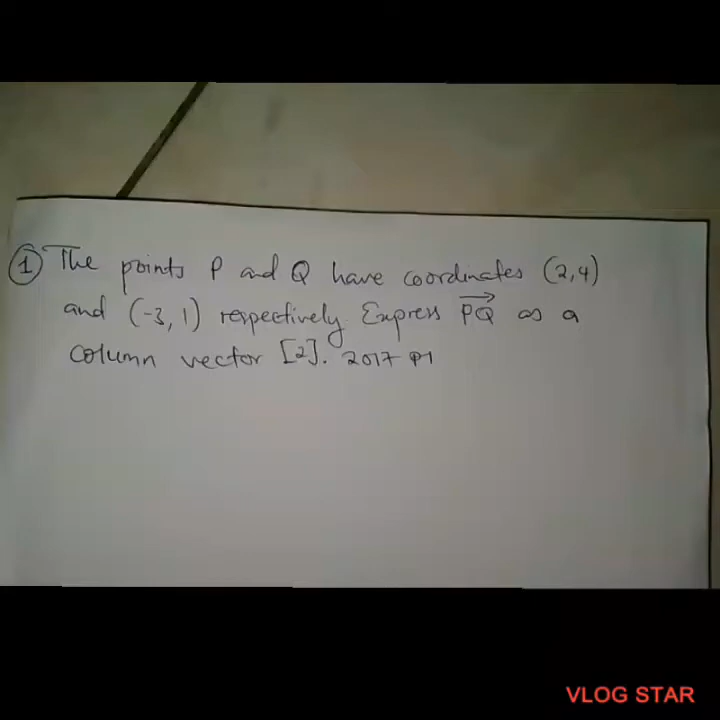 ① The points P and Q have coordinates (2,4)
and (-3, 1) respectively. Express PQ as a
column vector [2]. 2017 P1
VLOG STAR